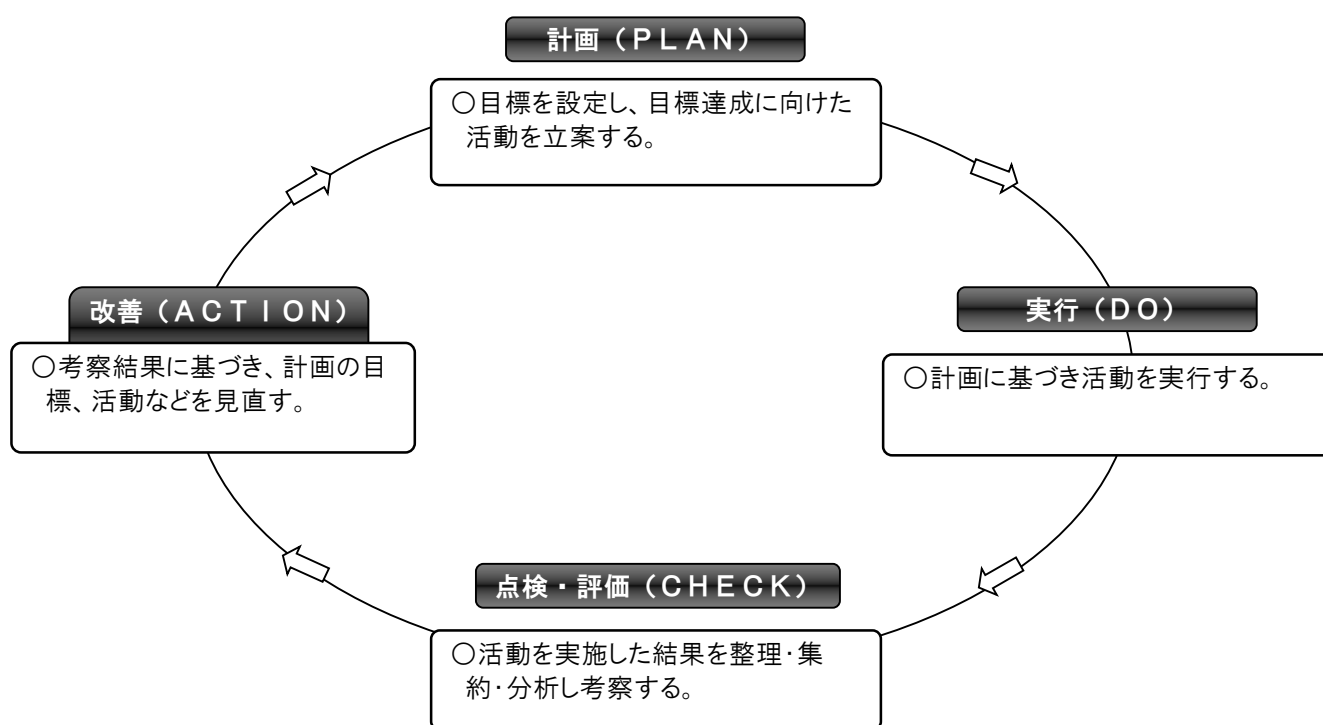 計画（ＰＬＡＮ）
○目標を設定し、目標達成に向けた
活動を立案する。
改善（ＡＣＴＩＯＮ）
○考察結果に基づき、計画の目
標、活動などを見直す。
実行（ＤＯ）
○計画に基づき活動を実行する。
点検・評価（ＣＨＥＣＫ）
○活動を実施した結果を整理・集
約・分析し考察する。